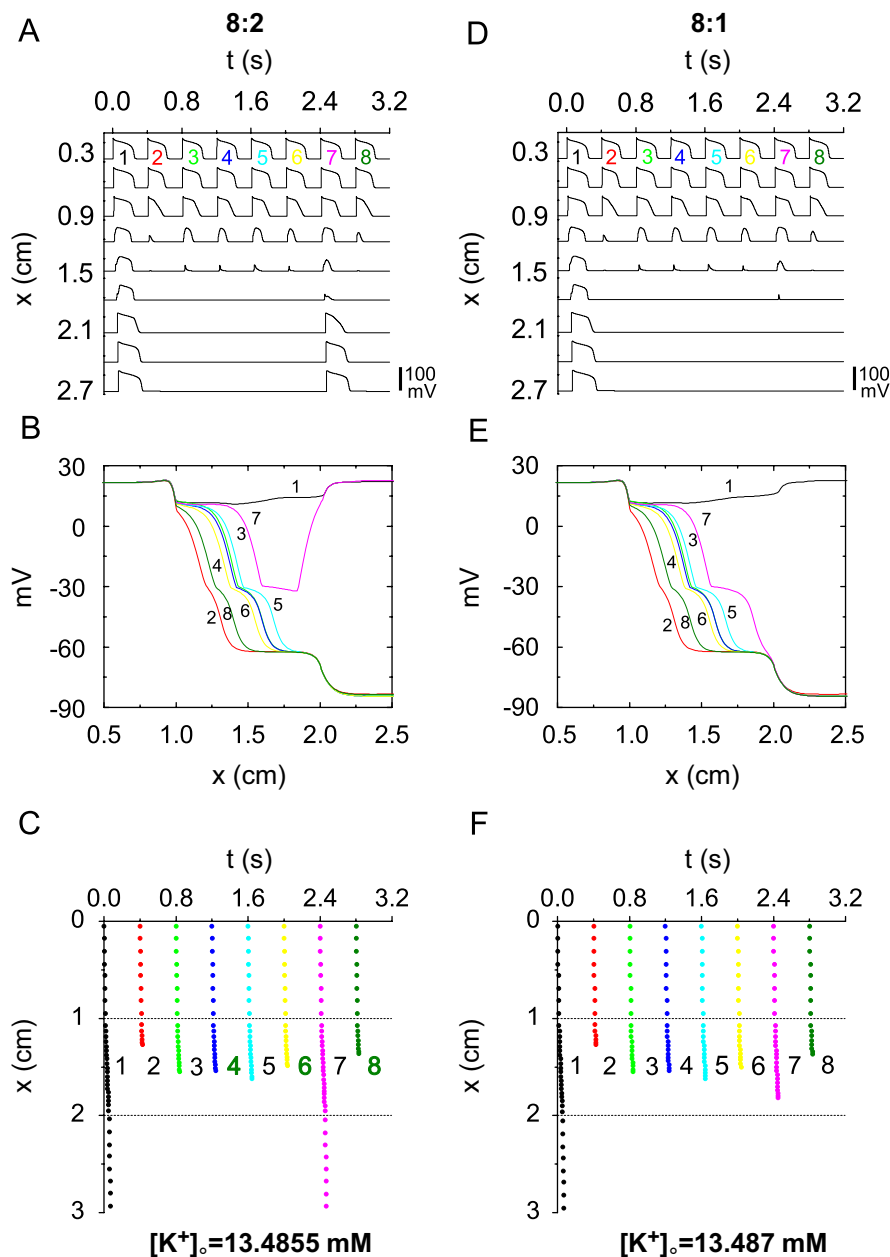 A
8:2
t (s)
0.0 0.8 1.6 2.4 3.2
0.3
1 2 3 4 5 6 7 8
0.9
x (cm)
1.5
2.1
2.7
100
mV
B
30
0
mV
-30
-60
-90
1
7
3
4
5
6
8
2
0.5 1.0 1.5 2.0 2.5
x (cm)
C
t (s)
0.0 0.8 1.6 2.4 3.2
0
1
x (cm)
2
3
1 2 3 4 5 6 7 8
[K+]o=13.4855 mM
D
8:1
t (s)
0.0 0.8 1.6 2.4 3.2
0.3
1 2 3 4 5 6 7 8
0.9
x (cm)
1.5
2.1
2.7
100
mV
E
30
0
mV
-30
-60
-90
1
7
3
4
5
6
8
2
0.5 1.0 1.5 2.0 2.5
x (cm)
F
t (s)
0.0 0.8 1.6 2.4 3.2
0
1
x (cm)
2
3
1 2 3 4 5 6 7 8
[K+]o=13.487 mM